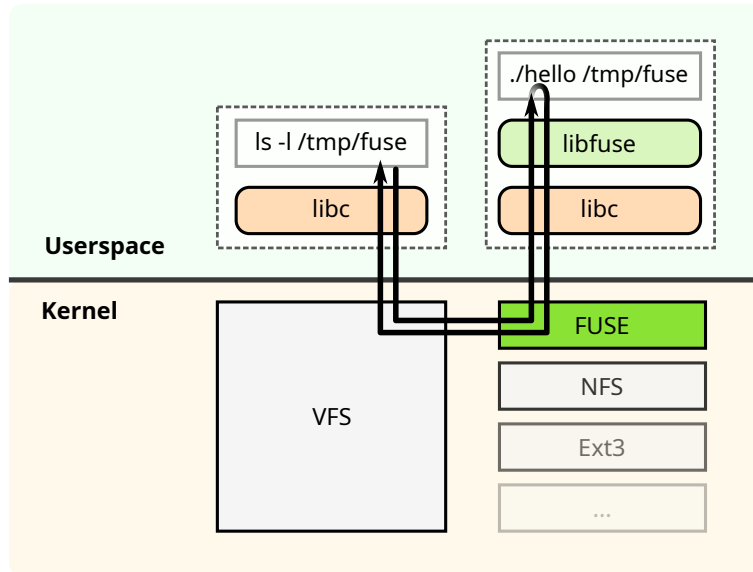 ./hello /tmp/fuse
ls -l /tmp/fuse
libfuse
libc
libc
Userspace
Kernel
FUSE
NFS
VFS
Ext3
...